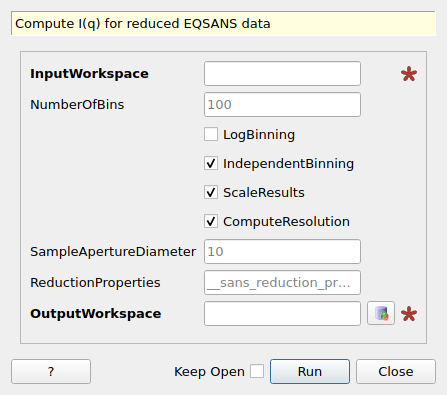 Compute I(q) for reduced EQSANS data
InputWorkspace
NumberOfBins 100
LogBinning
IndependentBinning
ScaleResults
ComputeResolution
SampleApertureDiameter 10
ReductionProperties __sans_reduction_pr...
OutputWorkspace
? Keep Open Run Close